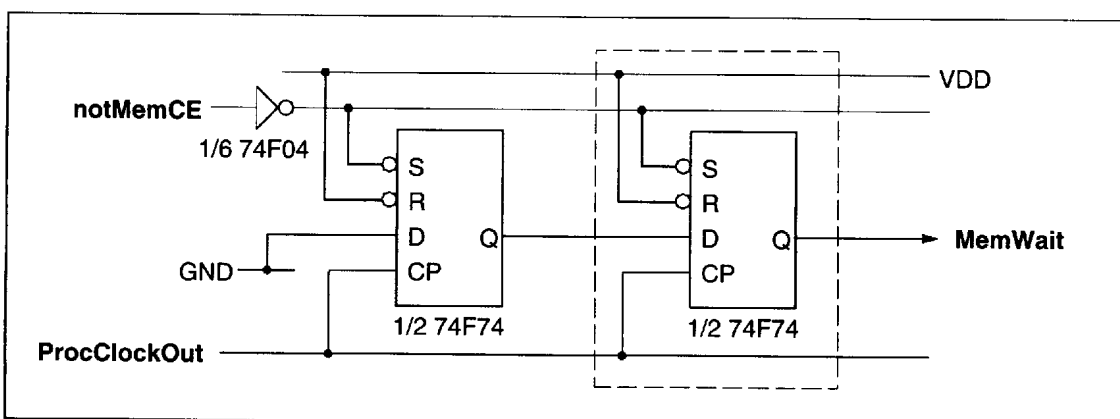 VDD
notMemCE
1/6 74F04
S
R
D
Q
CP
S
R
D
Q
CP
MemWait
GND
1/2 74F74
1/2 74F74
ProcClockOut